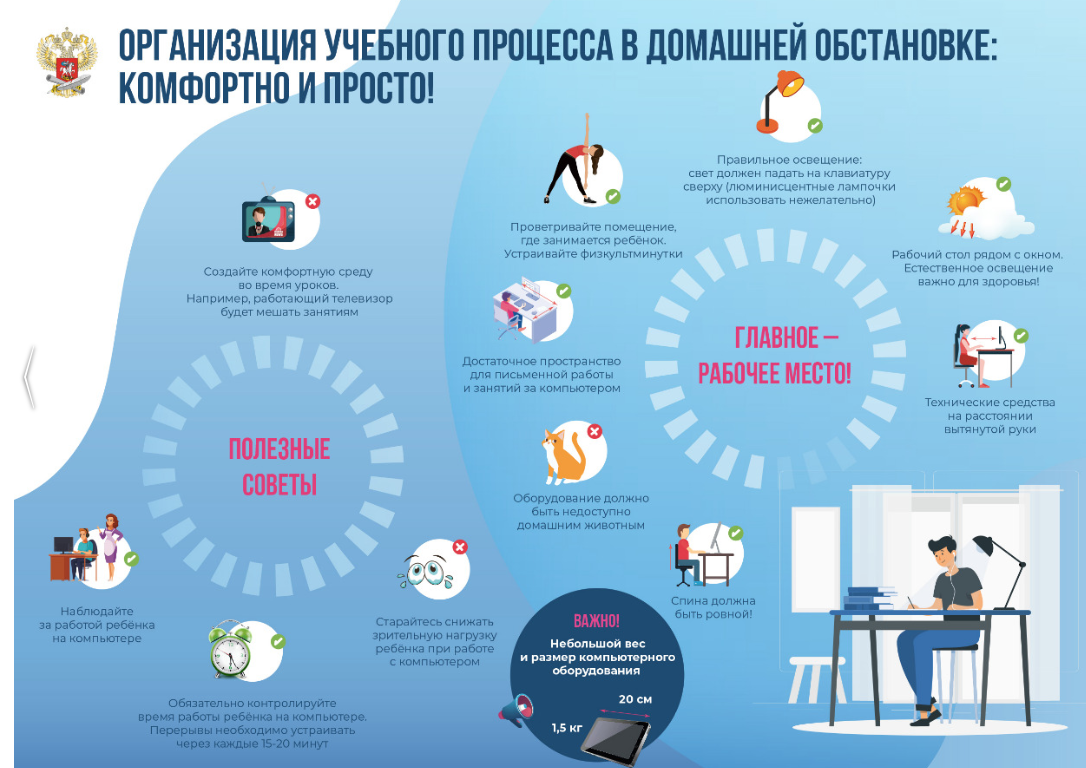 ОРГАНИЗАЦИЯ УЧЕБНОГО ПРОЦЕССА В ДОМАШНЕЙ ОБСТАНОВКЕ:
КОМФОРТНО И ПРОСТО!
Создайте комфортную среду
во время уроков.
Например, работающий телевизор
будет мешать занятиям
ПОЛЕЗНЫЕ
СОВЕТЫ
Наблюдайте
за работой ребёнка
на компьютере
Обязательно контролируйте
время работы ребёнка на компьютере.
Перерывы необходимо устраивать
через каждые 15-20 минут
Старайтесь снижать
зрительную нагрузку
ребёнка при работе
с компьютером
Проветривайте помещение,
где занимается ребёнок.
Устраивайте физкультминутки
Правильное освещение:
свет должен падать на клавиатуру
сверху (люминисцентные лампочки
использовать нежелательно)
Рабочий стол рядом с окном.
Естественное освещение
важно для здоровья!
Достаточное пространство
для письменной работы
и занятий за компьютером
ГЛАВНОЕ –
РАБОЧЕЕ МЕСТО!
Технические средства
на расстоянии
вытянутой руки
Оборудование должно
быть недоступно
домашним животным
Спина должна
быть ровной!
ВАЖНО!
Небольшой вес
и размер компьютерного
оборудования
20 см
1,5 кг